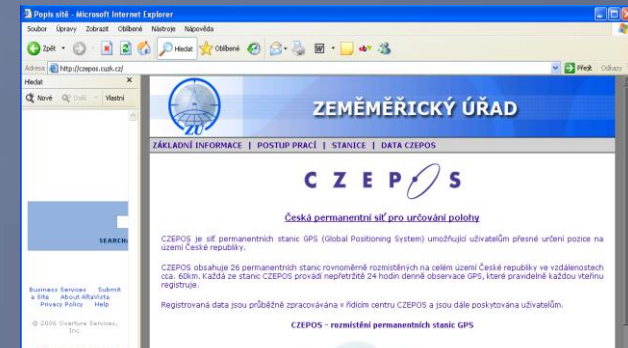 Popis sítě - Microsoft Internet Explorer
Soubor Úpravy Zobrazit Oblíbené Nástroje Nápověda
Zpět Hledat Oblíbené
Adresa http://czepos.cuzk.cz/ Přejít Odkazy
Hledat
Nové Další Vlastní
SEARCH
Business Services Submit
a Site About AltaVista
Privacy Policy Help
© 2006 Overture Services,
Inc.
ZÚ
ZEMĚMĚŘICKÝ ÚŘAD
ZÁKLADNÍ INFORMACE | POSTUP PRACÍ | STANICE | DATA CZEPOS
CZEPOS
Česká permanentní síť pro určování polohy
CZEPOS je síť permanentních stanic GPS (Global Positioning System) umožňující uživatelům přesné určení pozice na
území České republiky.
CZEPOS obsahuje 26 permanentních stanic rovnoměrně rozmístěných na celém území České republiky ve vzdálenostech
cca. 60km. Každá ze stanic CZEPOS provádí nepřetržitě 24 hodin denně observace GPS, které pravidelně každou vteřinu
registruje.
Registrovaná data jsou průběžně zpracovávána v řídícím centru CZEPOS a jsou dále poskytována uživatelům.
CZEPOS - rozmístění permanentních stanic GPS